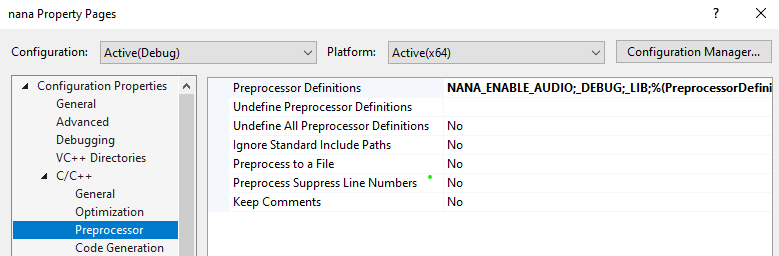 nana Property Pages ? ×
Configuration: Active(Debug) Platform: Active(x64) Configuration Manager...
Configuration Properties
General
Advanced
Debugging
VC++ Directories
C/C++
General
Optimization
Preprocessor
Code Generation
Preprocessor Definitions NANA_ENABLE_AUDIO;_DEBUG;_LIB;%(PreprocessorDefini
Undefine Preprocessor Definitions
Undefine All Preprocessor Definitions No
Ignore Standard Include Paths No
Preprocess to a File No
Preprocess Suppress Line Numbers No
Keep Comments No